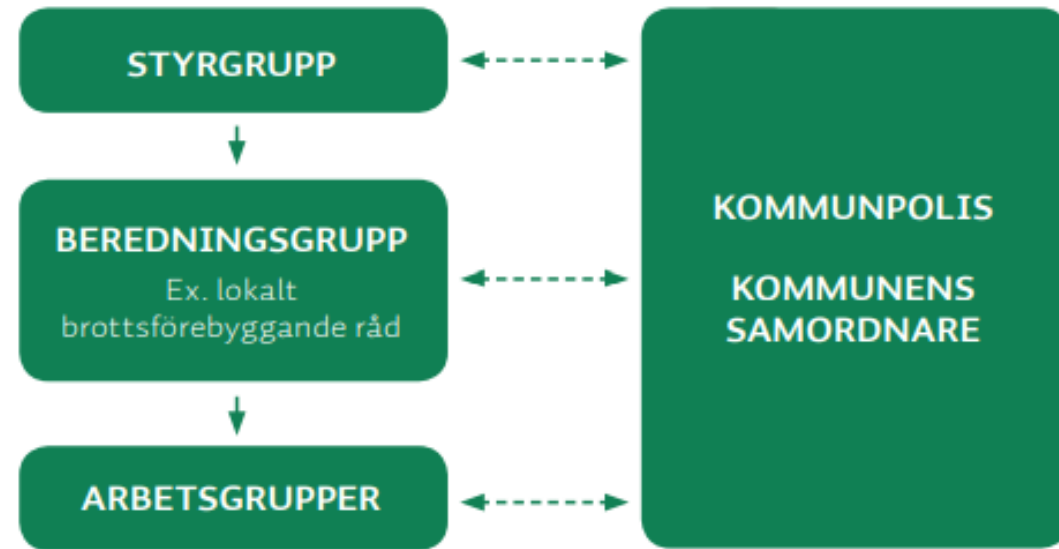 STYRGRUPP
BEREDNINGSGRUPP
Ex. lokalt
brottsförebyggande råd
ARBETSGRUPPER
KOMMUNPOLIS
KOMMUNENS
SAMORDNARE